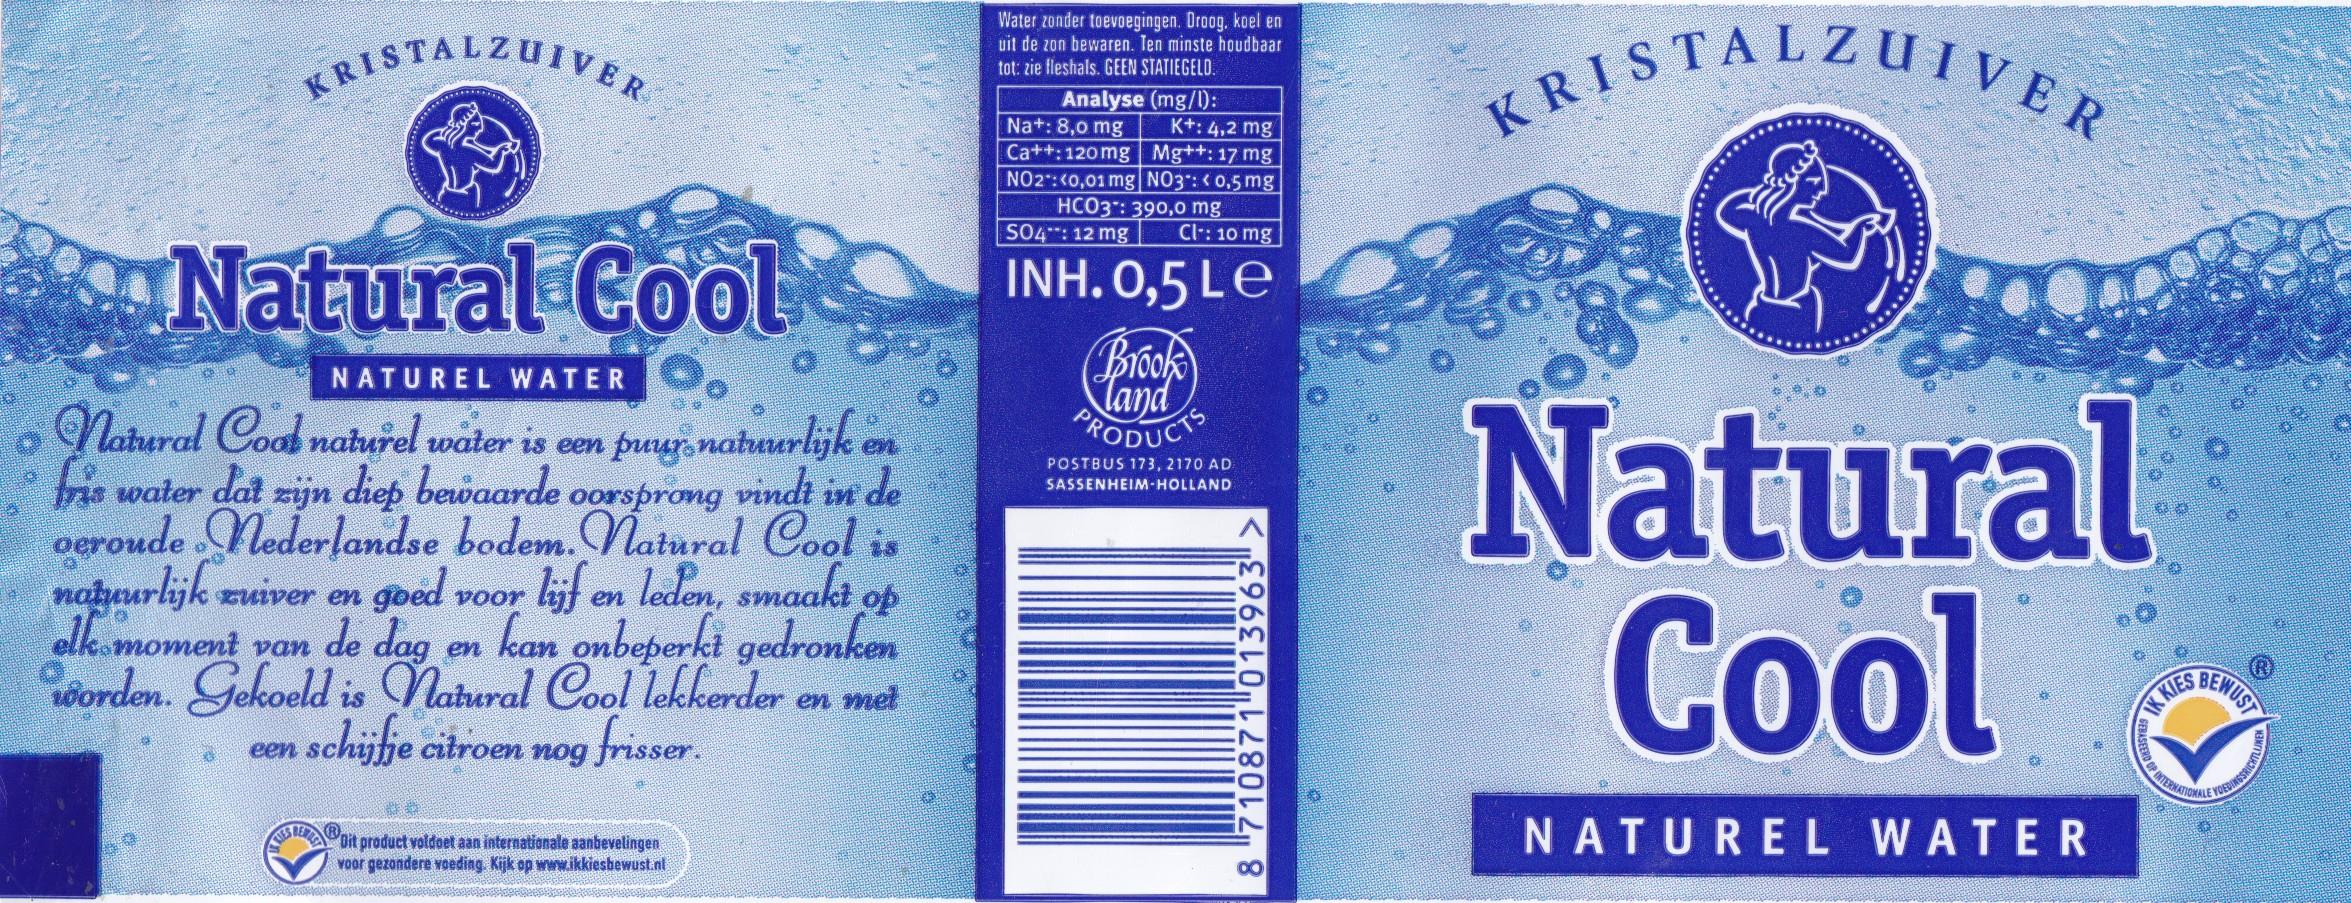 KRISTALZUIVER
Natural Cool
NATUREL WATER
Natural Cool naturel water is een puur natuurlijk en
fris water dat zijn diep bewaarde oorsprong vindt in de
oeroude Nederlandse bodem. Natural Cool is
natuurlijk zuiver en goed voor lijf en leden, smaakt op
elk moment van de dag en kan onbeperkt gedronken
worden. Gekoeld is Natural Cool lekkerder en met
een schijfje citroen nog frisser.
IK KIES BEWUST ®
Dit product voldoet aan internationale aanbevelingen
voor gezondere voeding. Kijk op www.ikkiesbewust.nl
Water zonder toevoegingen. Droog, koel en
uit de zon bewaren. Ten minste houdbaar
tot: zie fleshals. GEEN STATIEGELD.
Analyse (mg/l):
Na+: 8,0 mg K+: 4,2 mg
Ca++: 120 mg Mg++: 17 mg
NO2-: <0,01 mg NO3-: < 0,5 mg
HCO3-: 390,0 mg
SO4--: 12 mg Cl-: 10 mg
INH. 0,5 L e
Brook
land
PRODUCTS
POSTBUS 173, 2170 AD
SASSENHEIM-HOLLAND
8 710871 013963 >
KRISTALZUIVER
Natural
Cool
NATUREL WATER
IK KIES BEWUST ®
GEBASEERD OP INTERNATIONALE VOEDINGSRICHTLIJNEN